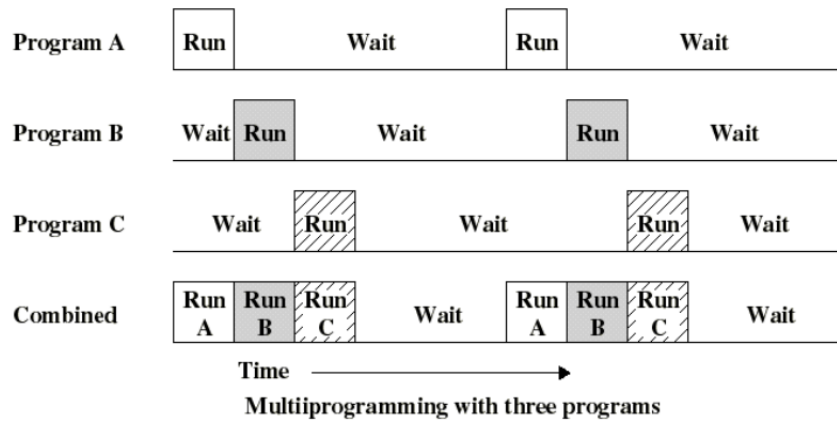 Program A Run Wait Run Wait
Program B Wait Run Wait Run Wait
Program C Wait Run Wait Run Wait
Combined Run A Run B Run C Wait Run A Run B Run C Wait
Time
Multiiprogramming with three programs